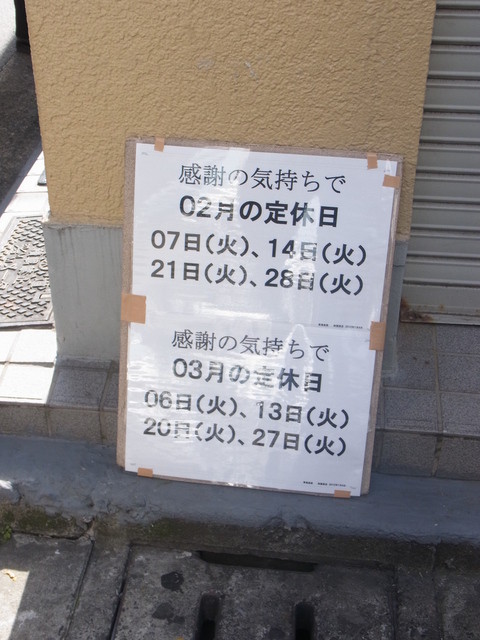 感謝の気持ちで
02月の定休日
07日(火)、14日(火)
21日(火)、28日(火)
感謝の気持ちで
03月の定休日
06日(火)、13日(火)
20日(火)、27日(火)